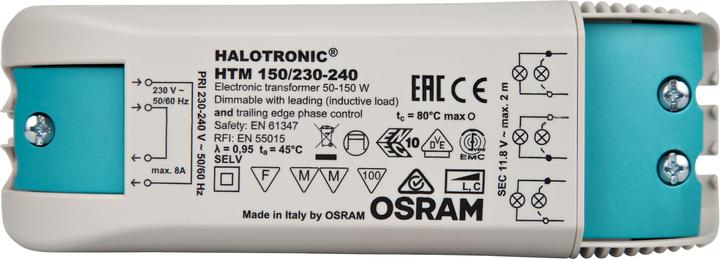 230 V ~
50/60 Hz
max. 8A
PRI 230-240 V ~ 50/60 Hz
HALOTRONIC®
HTM 150/230-240
Electronic transformer 50-150 W
Dimmable with leading (inductive load)
and trailing edge phase control
Safety: EN 61347
RFI: EN 55015
λ = 0,95 ta = 45°C
SELV
F M M 100
Made in Italy by OSRAM
EAC CE
tc = 80°C max O
10 VDE VDE
EMC
L, C
OSRAM
SEC 11.8 V ~ max. 2 m